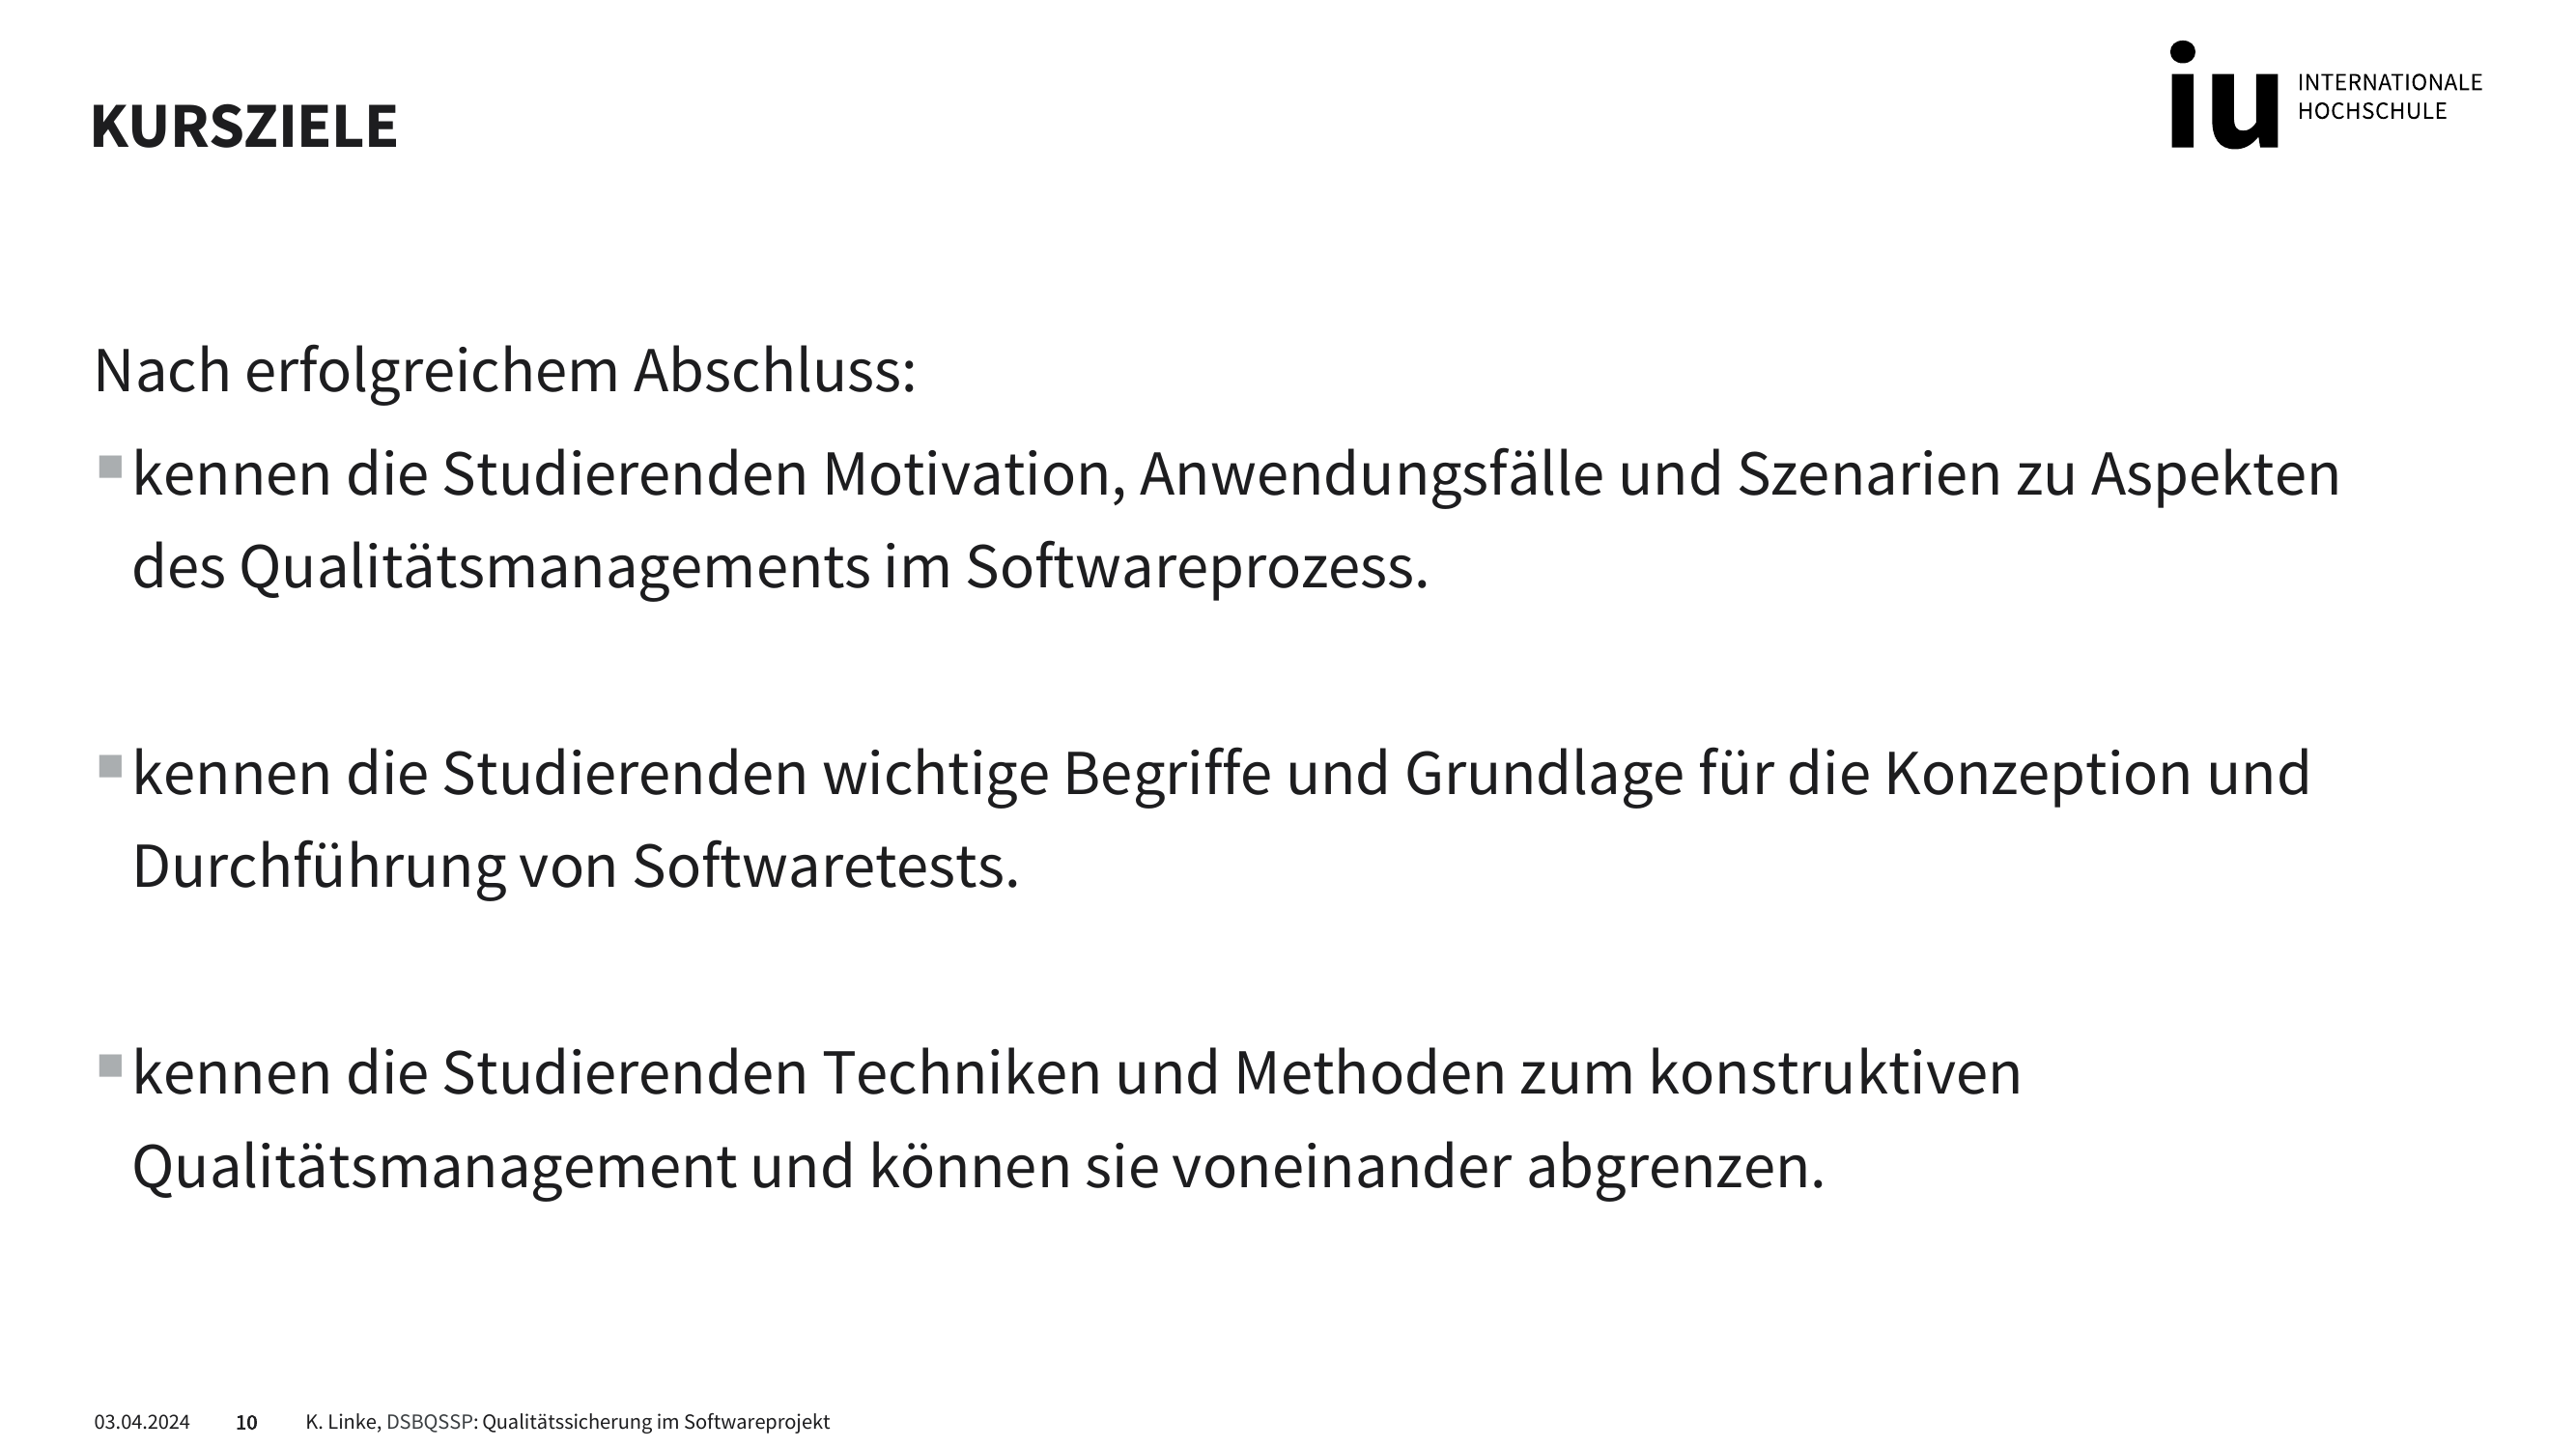 KURSZIELE
iu INTERNATIONALE
HOCHSCHULE
Nach erfolgreichem Abschluss:
kennen die Studierenden Motivation, Anwendungsfälle und Szenarien zu Aspekten
des Qualitätsmanagements im Softwareprozess.
kennen die Studierenden wichtige Begriffe und Grundlage für die Konzeption und
Durchführung von Softwaretests.
kennen die Studierenden Techniken und Methoden zum konstruktiven
Qualitätsmanagement und können sie voneinander abgrenzen.
03.04.2024 10 K. Linke, DSBQSSP: Qualitätssicherung im Softwareprojekt